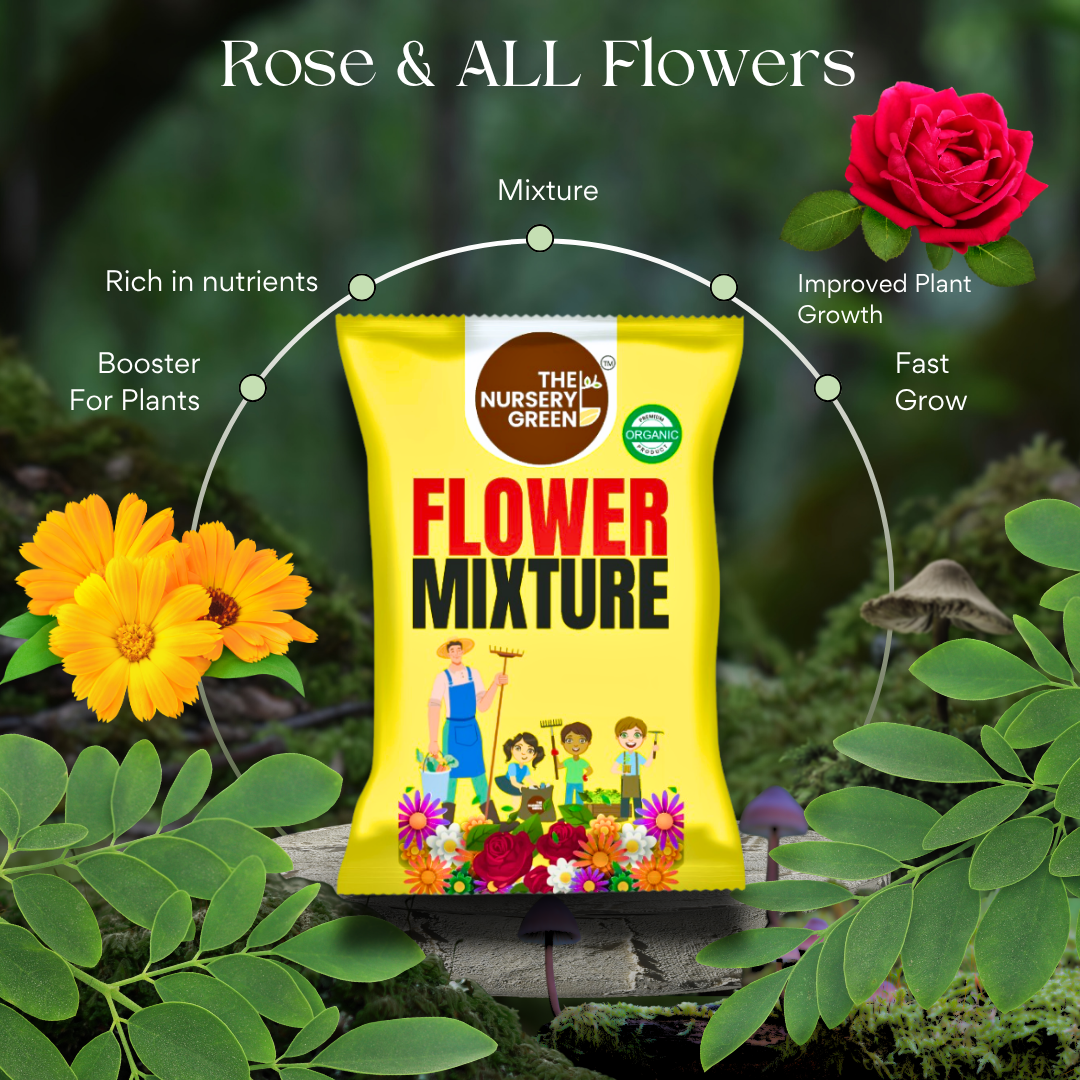 Rose & ALL Flowers
Mixture
Rich in nutrients
Improved Plant
Growth
Booster
For Plants
Fast
Grow
THE
NURSERY
GREEN
TM
PREMIUM
ORGANIC
PRODUCT
FLOWER
MIXTURE